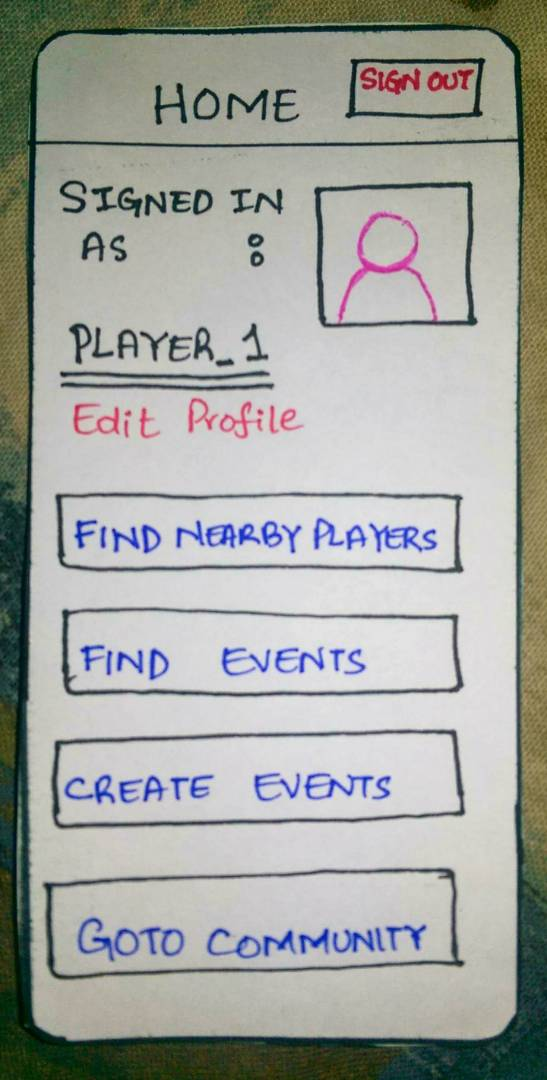 HOME
SIGN OUT
SIGNED IN
AS :
PLAYER_1
Edit Profile
FIND NEARBY PLAYERS
FIND EVENTS
CREATE EVENTS
GOTO COMMUNITY